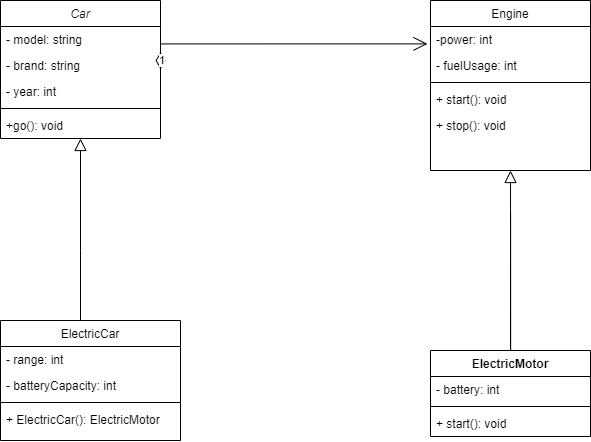 Car
- model: string
- brand: string
- year: int
+go(): void
1
Engine
-power: int
- fuelUsage: int
+ start(): void
+ stop(): void
ElectricCar
- range: int
- batteryCapacity: int
+ ElectricCar(): ElectricMotor
ElectricMotor
- battery: int
+ start(): void